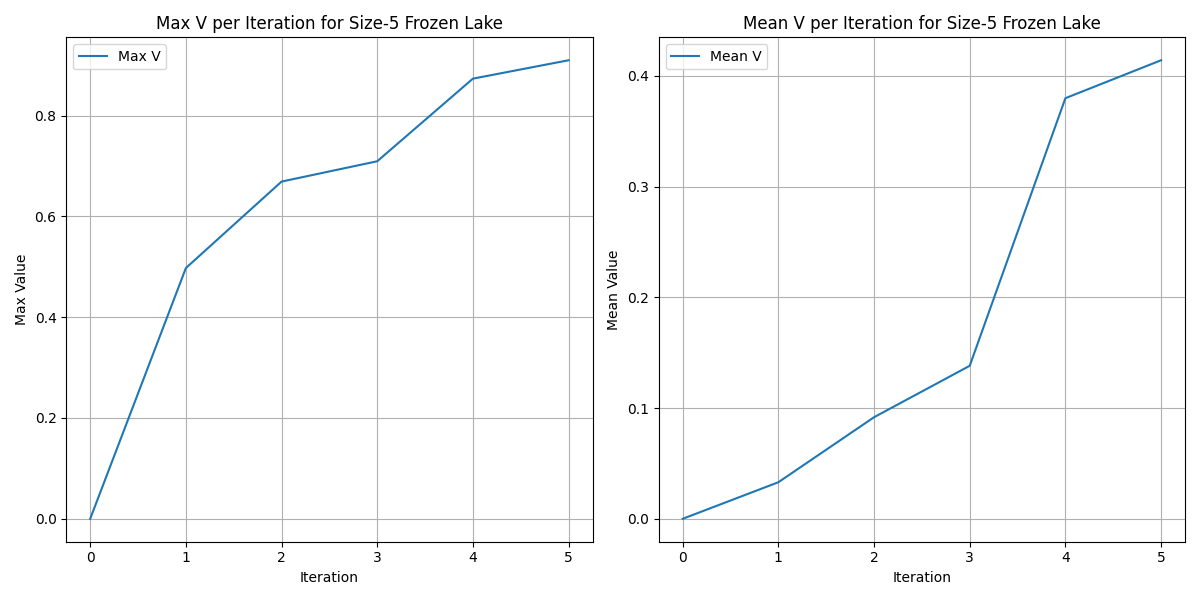 Max V per Iteration for Size-5 Frozen Lake
Max V
Max Value
0.8
0.6
0.4
0.2
0.0
0 1 2 3 4 5
Iteration
Mean V per Iteration for Size-5 Frozen Lake
Mean V
Mean Value
0.4
0.3
0.2
0.1
0.0
0 1 2 3 4 5
Iteration